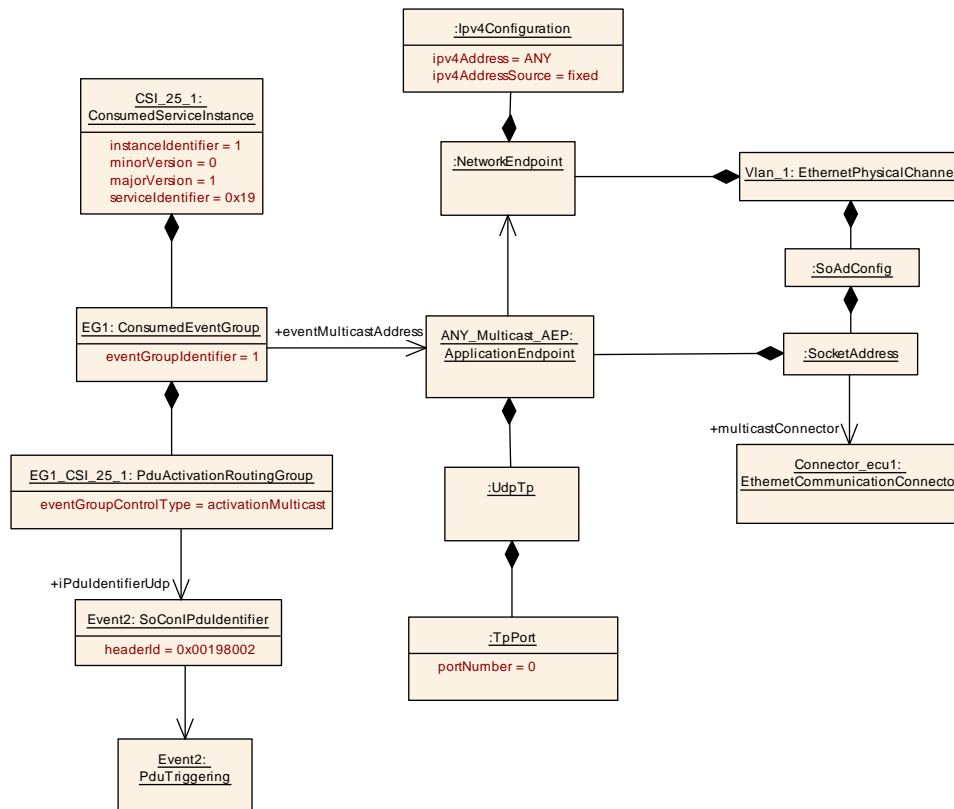 :Ipv4Configuration
ipv4Address = ANY
ipv4AddressSource = fixed
CSI_25_1:
ConsumedServiceInstance
instanceIdentifier = 1
minorVersion = 0
majorVersion = 1
serviceIdentifier = 0x19
:NetworkEndpoint
Vlan_1: EthernetPhysicalChanne
:SoAdConfig
EG1: ConsumedEventGroup
eventGroupIdentifier = 1
+eventMulticastAddress
ANY_Multicast_AEP:
ApplicationEndpoint
:SocketAddress
+multicastConnector
EG1_CSI_25_1: PduActivationRoutingGroup
eventGroupControlType = activationMulticast
:UdpTp
Connector_ecu1:
EthernetCommunicationConnecto
+iPduIdentifierUdp
Event2: SoConIPduIdentifier
headerId = 0x00198002
:TpPort
portNumber = 0
Event2:
PduTriggering